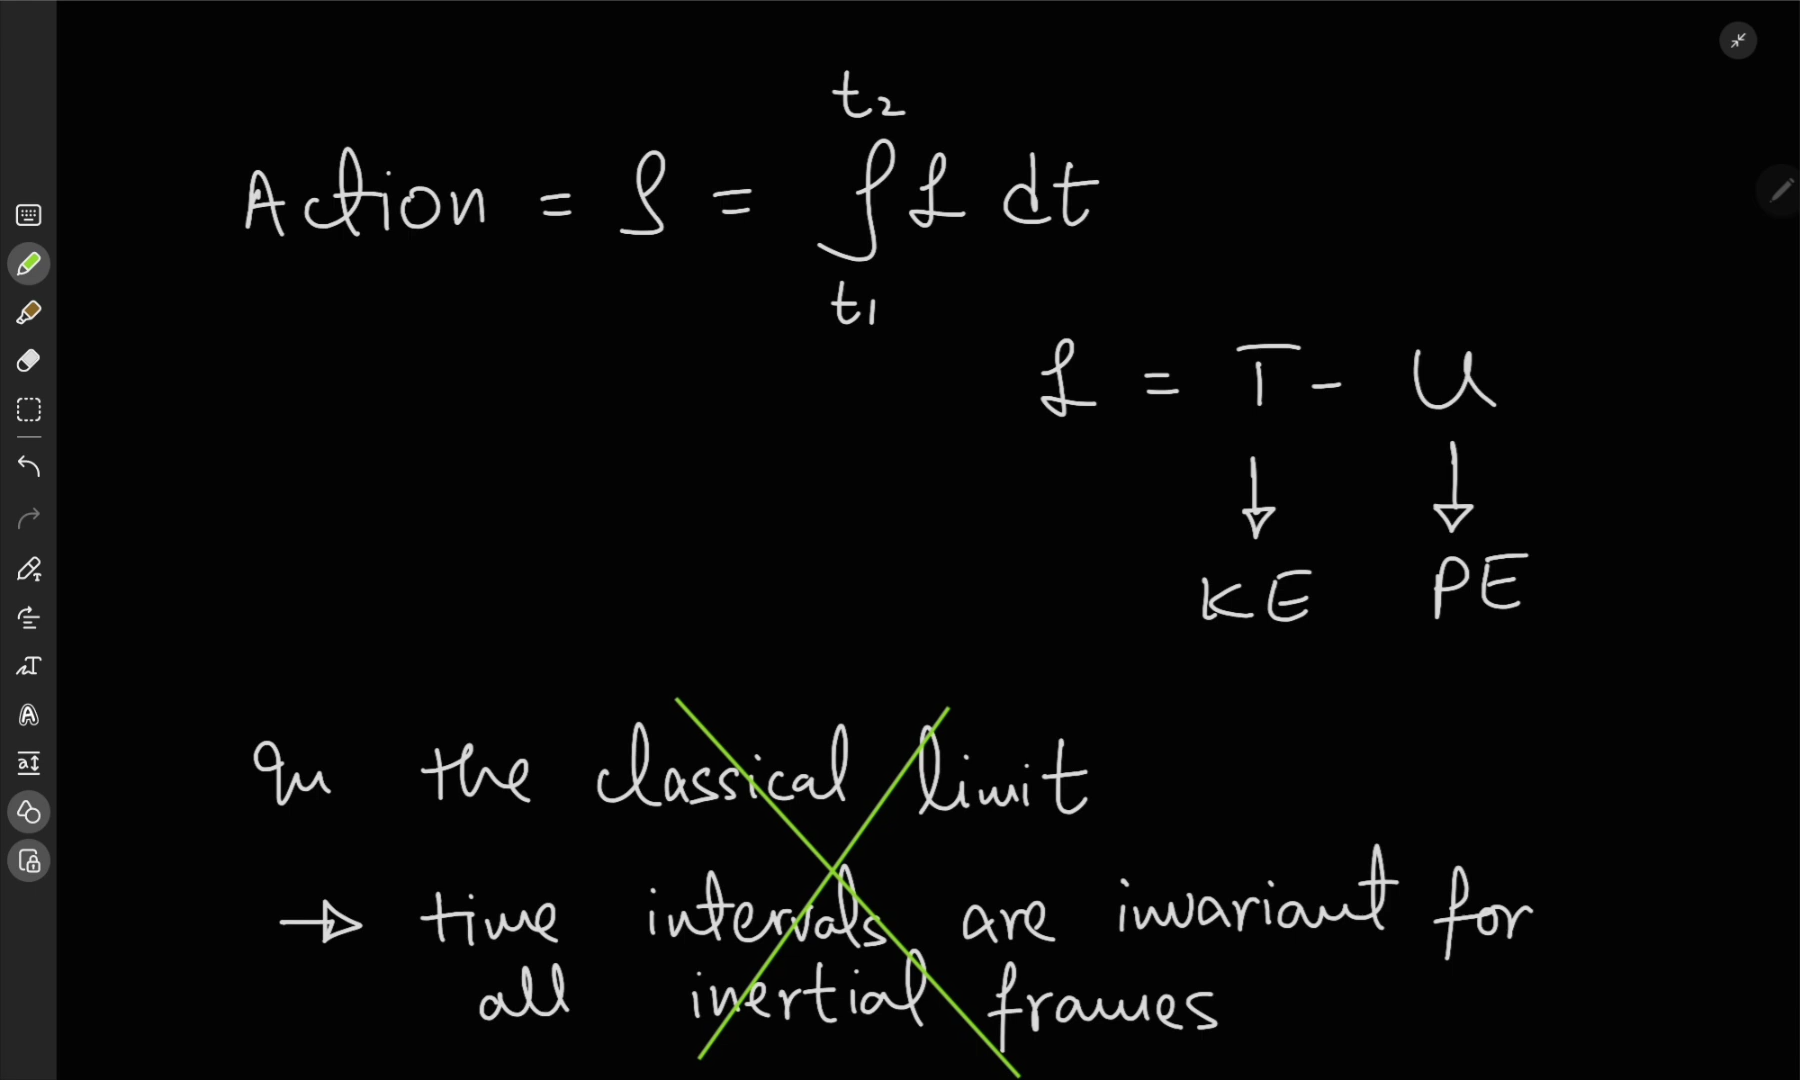 t₂
Action = S = ∫ ℒ dt
t₁
ℒ = T - U
↓ ↓
KE PE
In the classical limit
→ time intervals are invariant for
all inertial frames